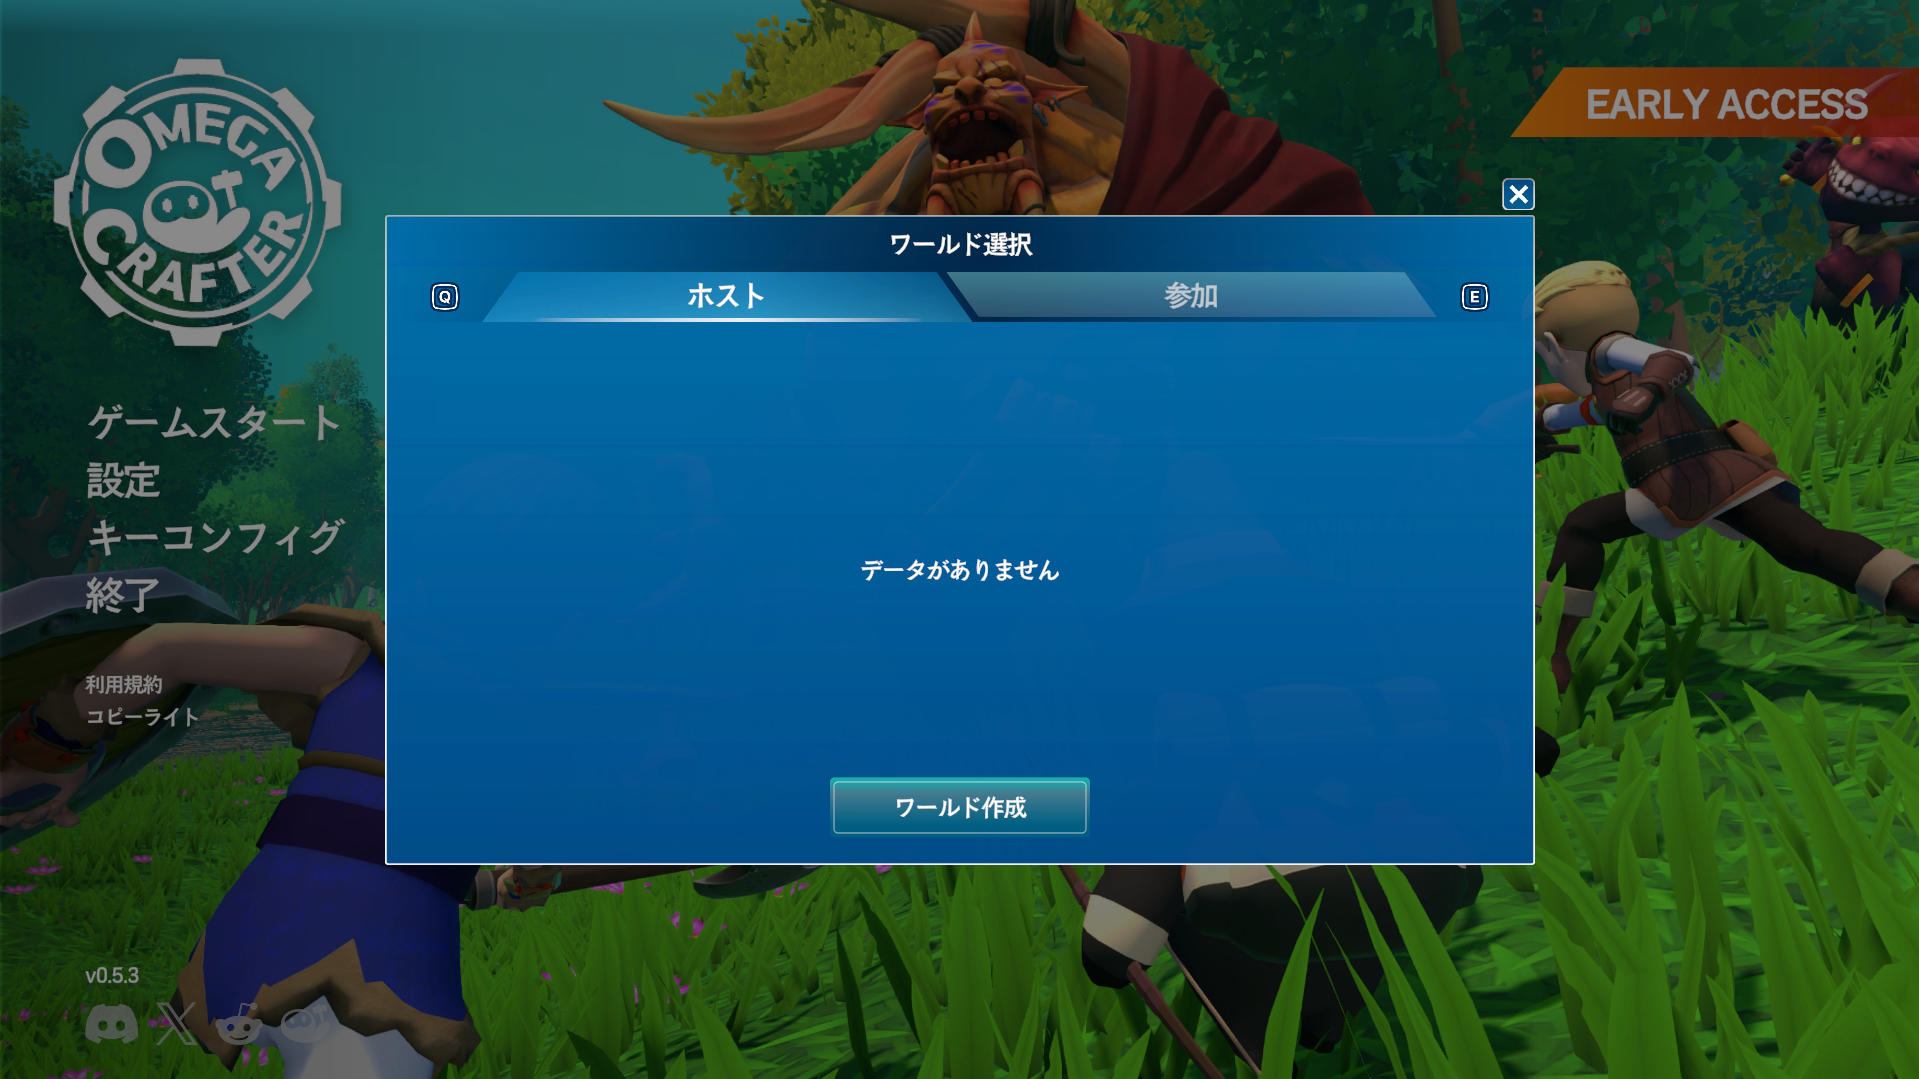 OMEGA
CRAFTER
EARLY ACCESS
ワールド選択
Q
ホスト
参加
E
ゲームスタート
設定
キーコンフィグ
終了
データがありません
利用規約
コピーライト
ワールド作成
v0.5.3